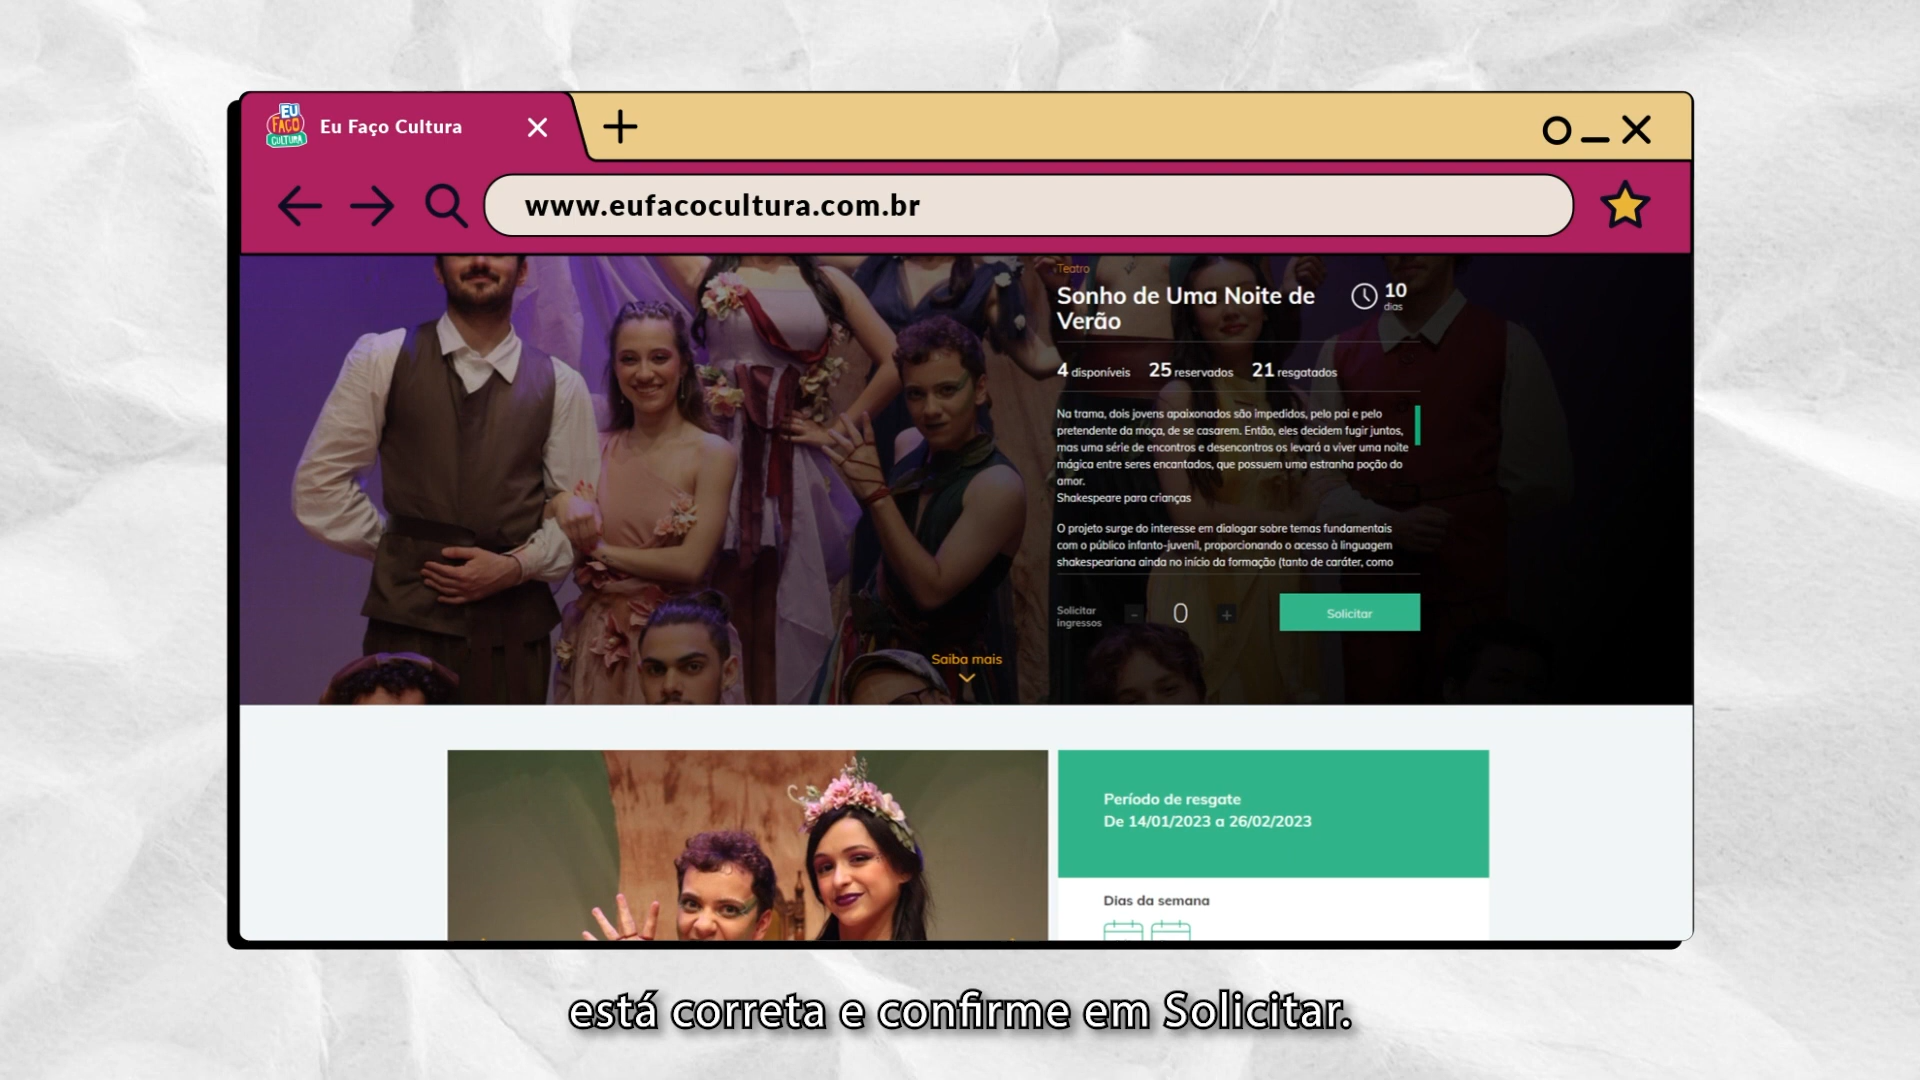 EU
FAÇO
CULTURA
Eu Faço Cultura
www.eufacocultura.com.br
Teatro
Sonho de Uma Noite de
Verão
10
dias
4 disponíveis 25 reservados 21 resgatados
Na trama, dois jovens apaixonados são impedidos, pelo pai e pelo
pretendente da moça, de se casarem. Então, eles decidem fugir juntos,
mas uma série de encontros e desencontros os levará a viver uma noite
mágica entre seres encantados, que possuem uma estranha poção do
amor.
Shakespeare para crianças
O projeto surge do interesse em dialogar sobre temas fundamentais
com o público infanto-juvenil, proporcionando o acesso à linguagem
shakespeariana ainda no início da formação (tanto de caráter, como
Solicitar
ingressos
- 0 +
Solicitar
Saiba mais
Período de resgate
De 14/01/2023 a 26/02/2023
Dias da semana
está correta e confirme em Solicitar.